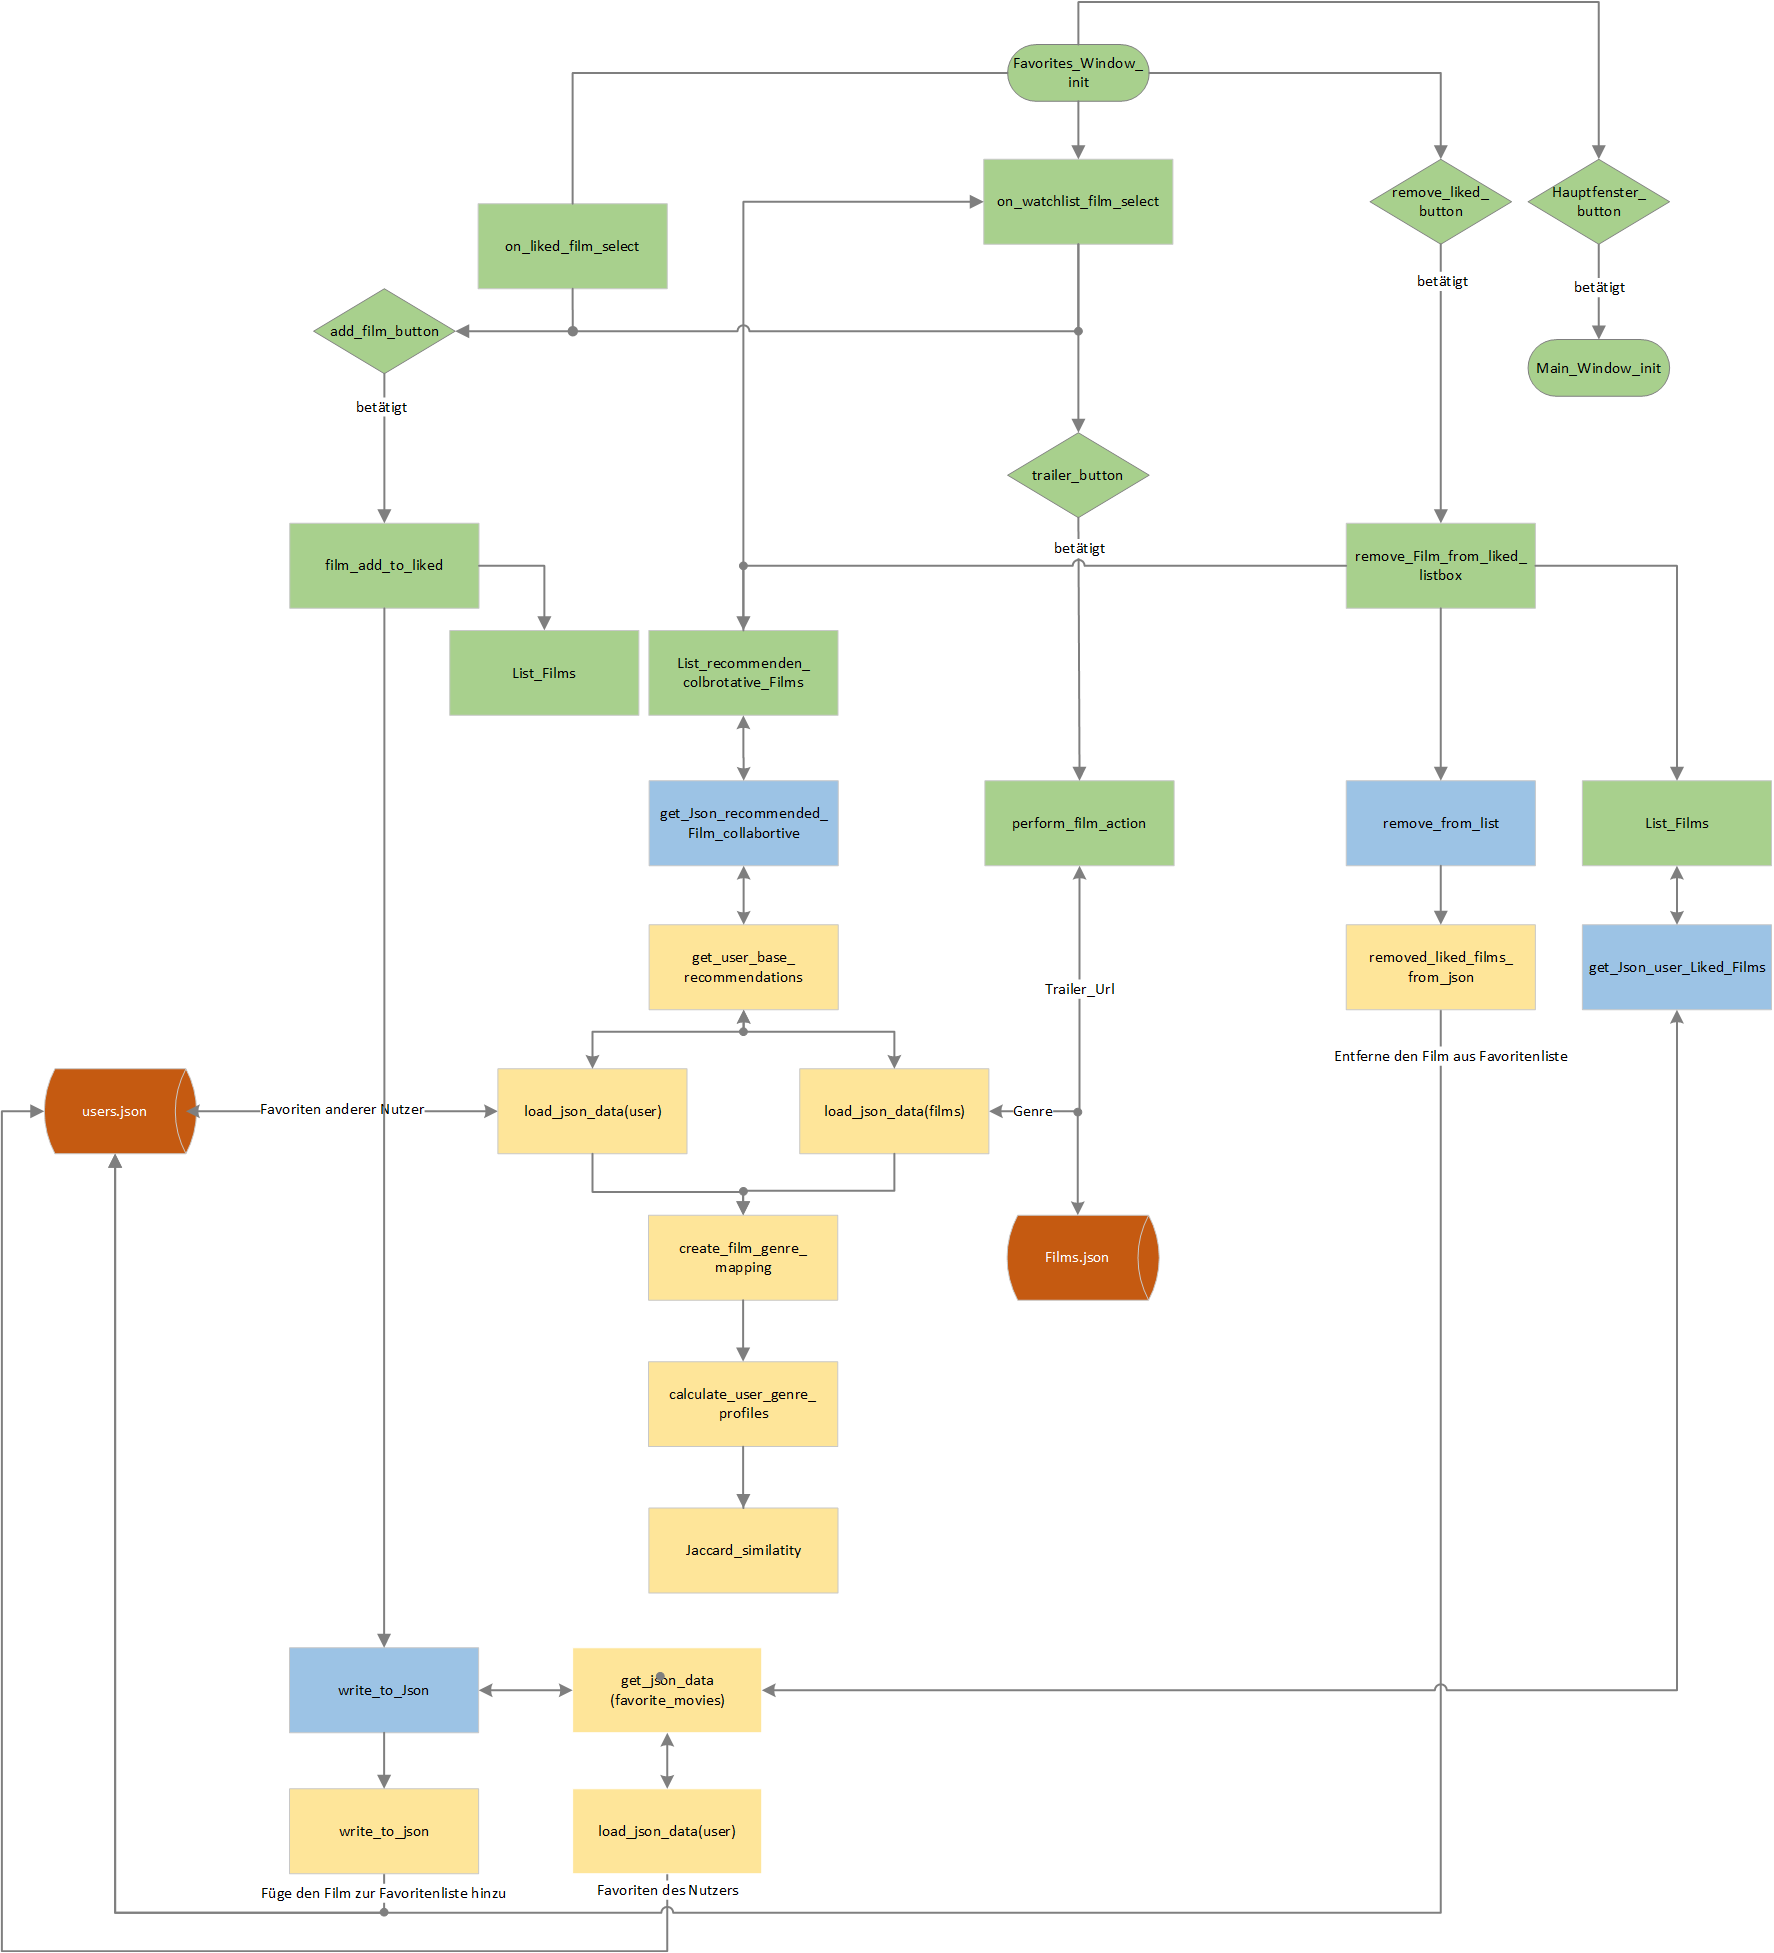 Favorites_Window_
init
on_watchlist_film_select
remove_liked_
button
Hauptfenster_
button
on_liked_film_select
betätigt
betätigt
add_film_button
Main_Window_init
betätigt
trailer_button
betätigt
film_add_to_liked
remove_Film_from_liked_
listbox
List_Films
List_recommenden_
colbrotative_Films
get_Json_recommended_
Film_collabortive
perform_film_action
remove_from_list
List_Films
get_user_base_
recommendations
Trailer_Url
removed_liked_films_
from_json
get_Json_user_Liked_Films
Entferne den Film aus Favoritenliste
users.json
Favoriten anderer Nutzer
load_json_data(user)
load_json_data(films)
Genre
create_film_genre_
mapping
Films.json
calculate_user_genre_
profiles
Jaccard_similatity
write_to_Json
get_json_data
(favorite_movies)
write_to_json
load_json_data(user)
Füge den Film zur Favoritenliste hinzu
Favoriten des Nutzers